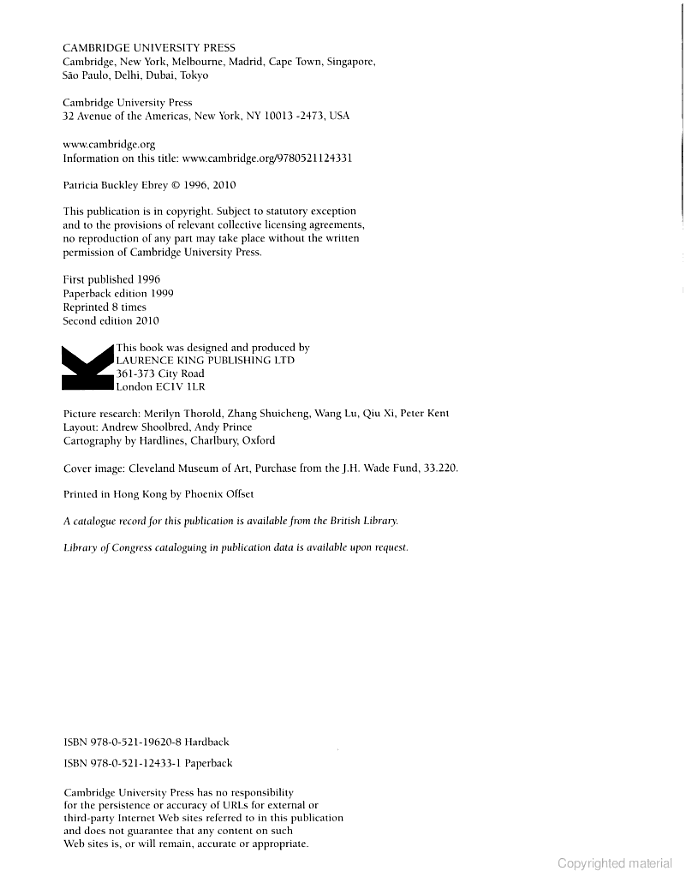 CAMBRIDGE UNIVERSITY PRESS
Cambridge, New York, Melbourne, Madrid, Cape Town, Singapore,
São Paulo, Delhi, Dubai, Tokyo
Cambridge University Press
32 Avenue of the Americas, New York, NY 10013 -2473, USA
www.cambridge.org
Information on this title: www.cambridge.org/9780521124331
Patricia Buckley Ebrey © 1996, 2010
This publication is in copyright. Subject to statutory exception
and to the provisions of relevant collective licensing agreements,
no reproduction of any part may take place without the written
permission of Cambridge University Press.
First published 1996
Paperback edition 1999
Reprinted 8 times
Second edition 2010
This book was designed and produced by
LAURENCE KING PUBLISHING LTD
361-373 City Road
London EC1V 1LR
Picture research: Merilyn Thorold, Zhang Shuicheng, Wang Lu, Qiu Xi, Peter Kent
Layout: Andrew Shoolbred, Andy Prince
Cartography by Hardlines, Charlbury, Oxford
Cover image: Cleveland Museum of Art, Purchase from the J.H. Wade Fund, 33.220.
Printed in Hong Kong by Phoenix Offset
A catalogue record for this publication is available from the British Library.
Library of Congress cataloguing in publication data is available upon request.
ISBN 978-0-521-19620-8 Hardback
ISBN 978-0-521-12433-1 Paperback
Cambridge University Press has no responsibility
for the persistence or accuracy of URLs for external or
third-party Internet Web sites referred to in this publication
and does not guarantee that any content on such
Web sites is, or will remain, accurate or appropriate.
Copyrighted material